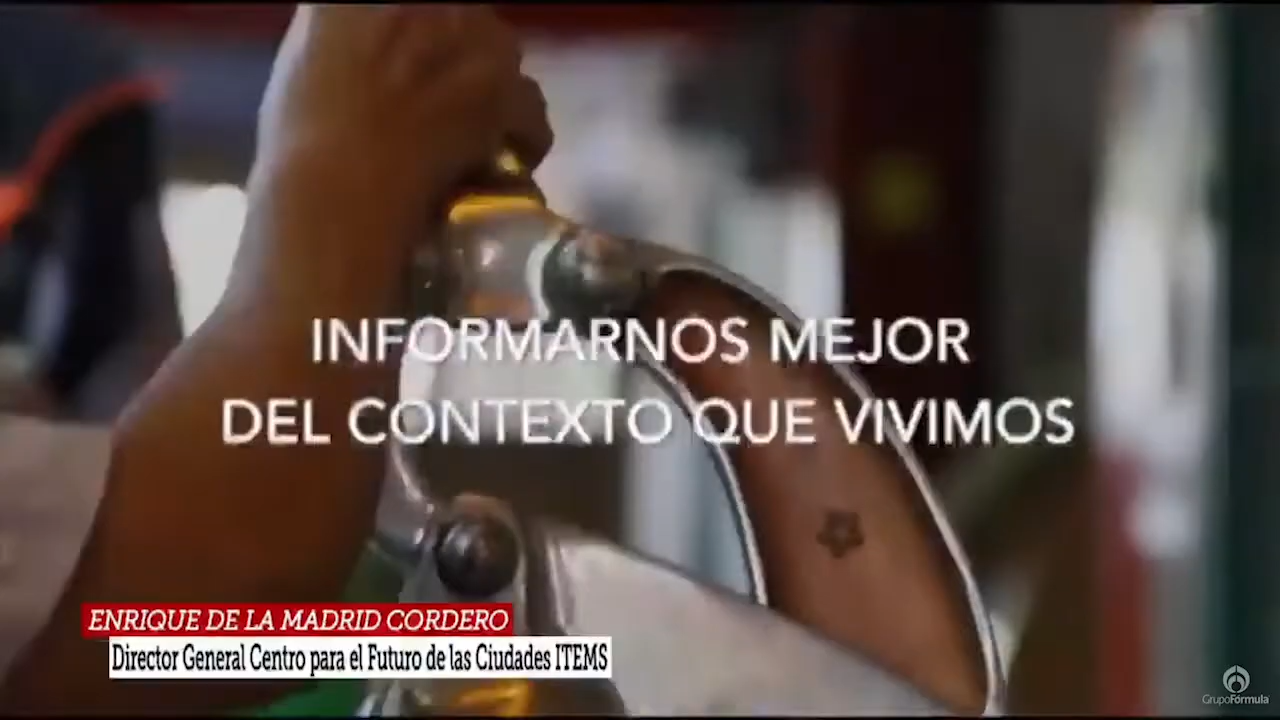 INFORMARNOS MEJOR
DEL CONTEXTO QUE VIVIMOS
ENRIQUE DE LA MADRID CORDERO
Director General Centro para el Futuro de las Ciudades ITEMS
GrupoFórmula